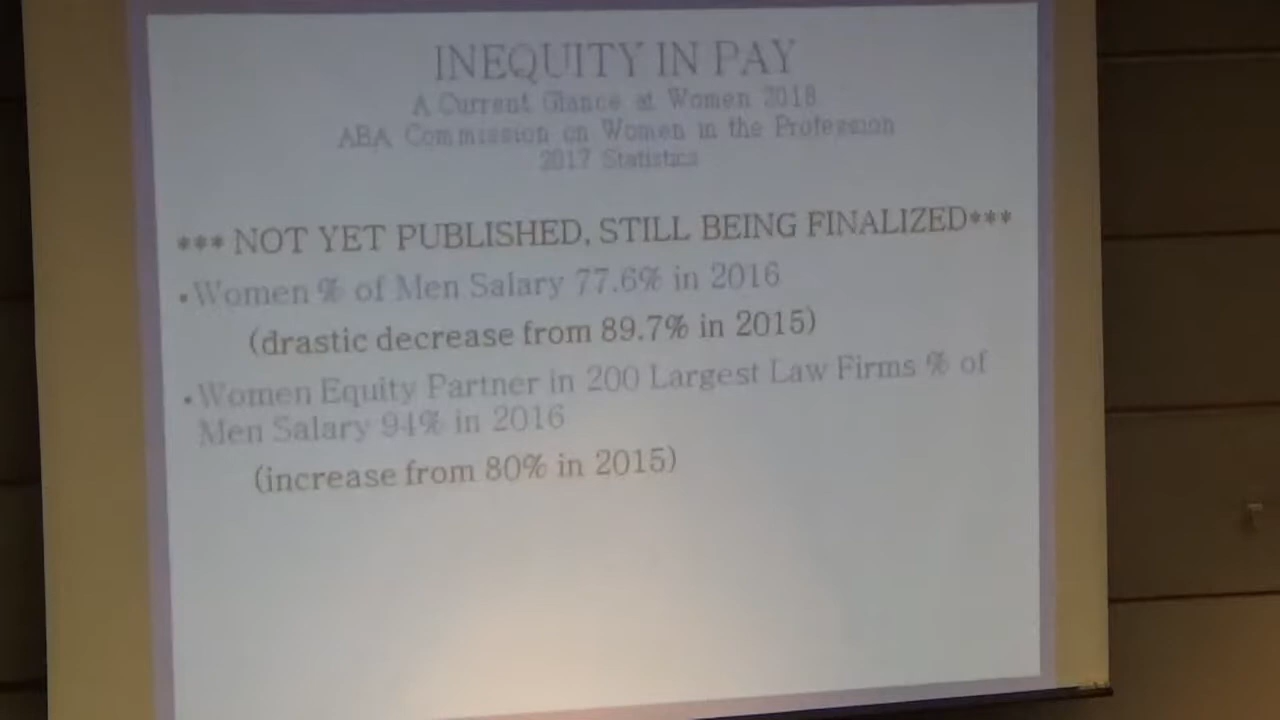 INEQUITY IN PAY
A Current Glance at Women 2018
ABA Commission on Women in the Profession
2017 Statistics
*** NOT YET PUBLISHED, STILL BEING FINALIZED***
•Women % of Men Salary 77.6% in 2016
(drastic decrease from 89.7% in 2015)
•Women Equity Partner in 200 Largest Law Firms % of
Men Salary 94% in 2016
(increase from 80% in 2015)